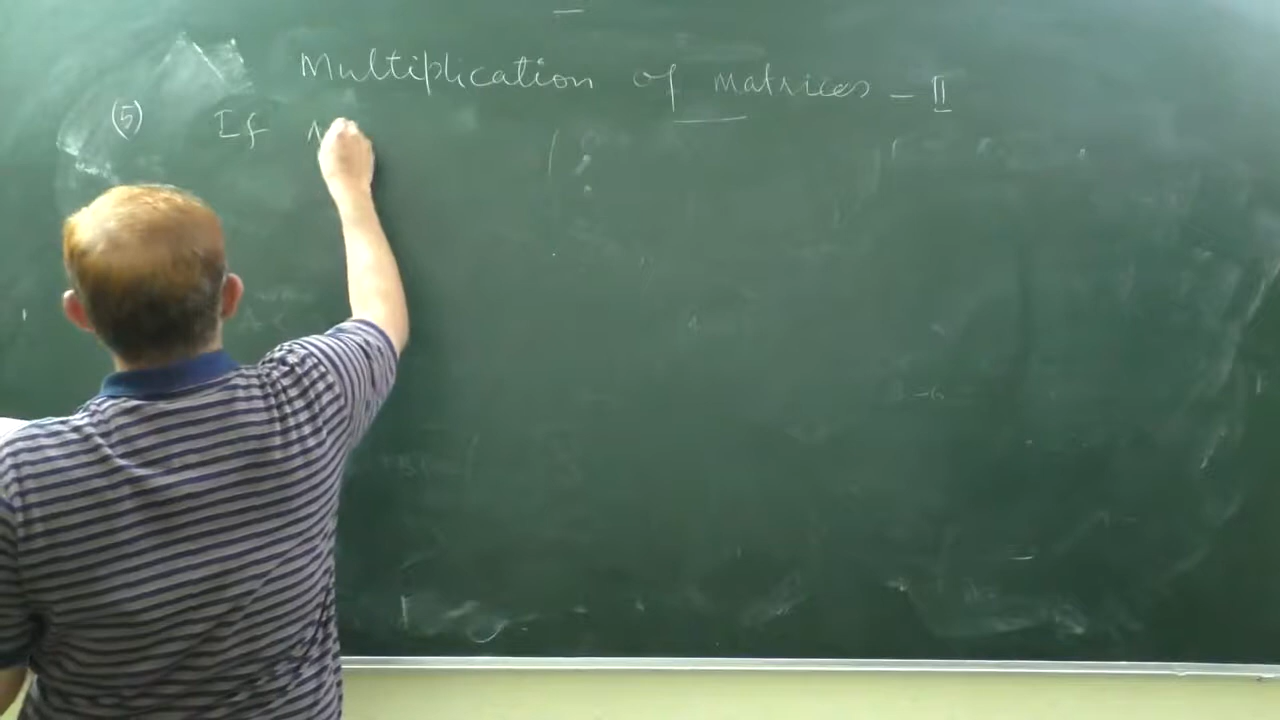 Multiplication of matrices - II
(5) If